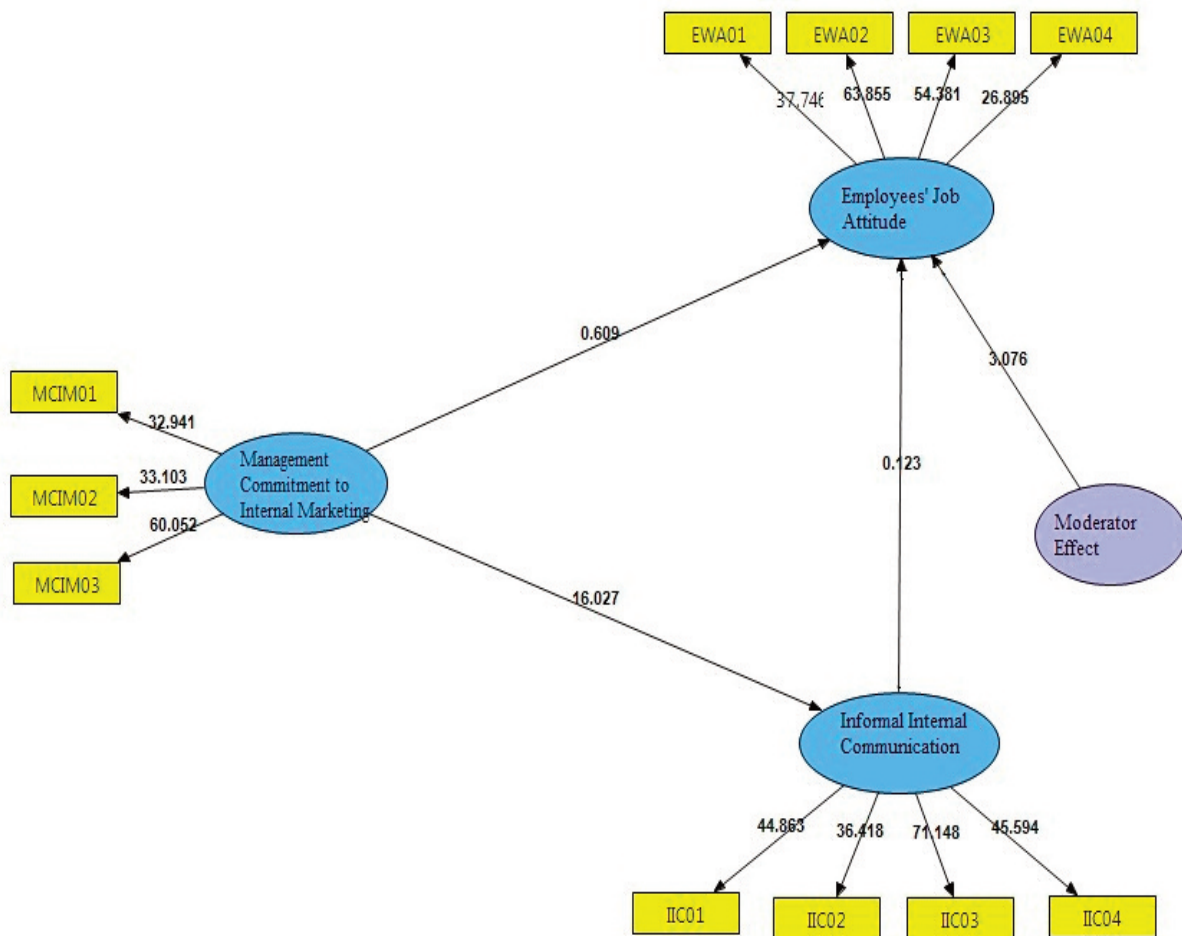 EWA01
EWA02
EWA03
EWA04
37.746
63.855
54.381
26.895
Employees' Job
Attitude
0.609
3.076
MCIM01
32.941
Management
Commitment to
Internal Marketing
33.103
MCIM02
0.123
60.052
Moderator
Effect
MCIM03
16.027
Informal Internal
Communication
44.863
36.418
71.148
45.594
IIC01
IIC02
IIC03
IIC04